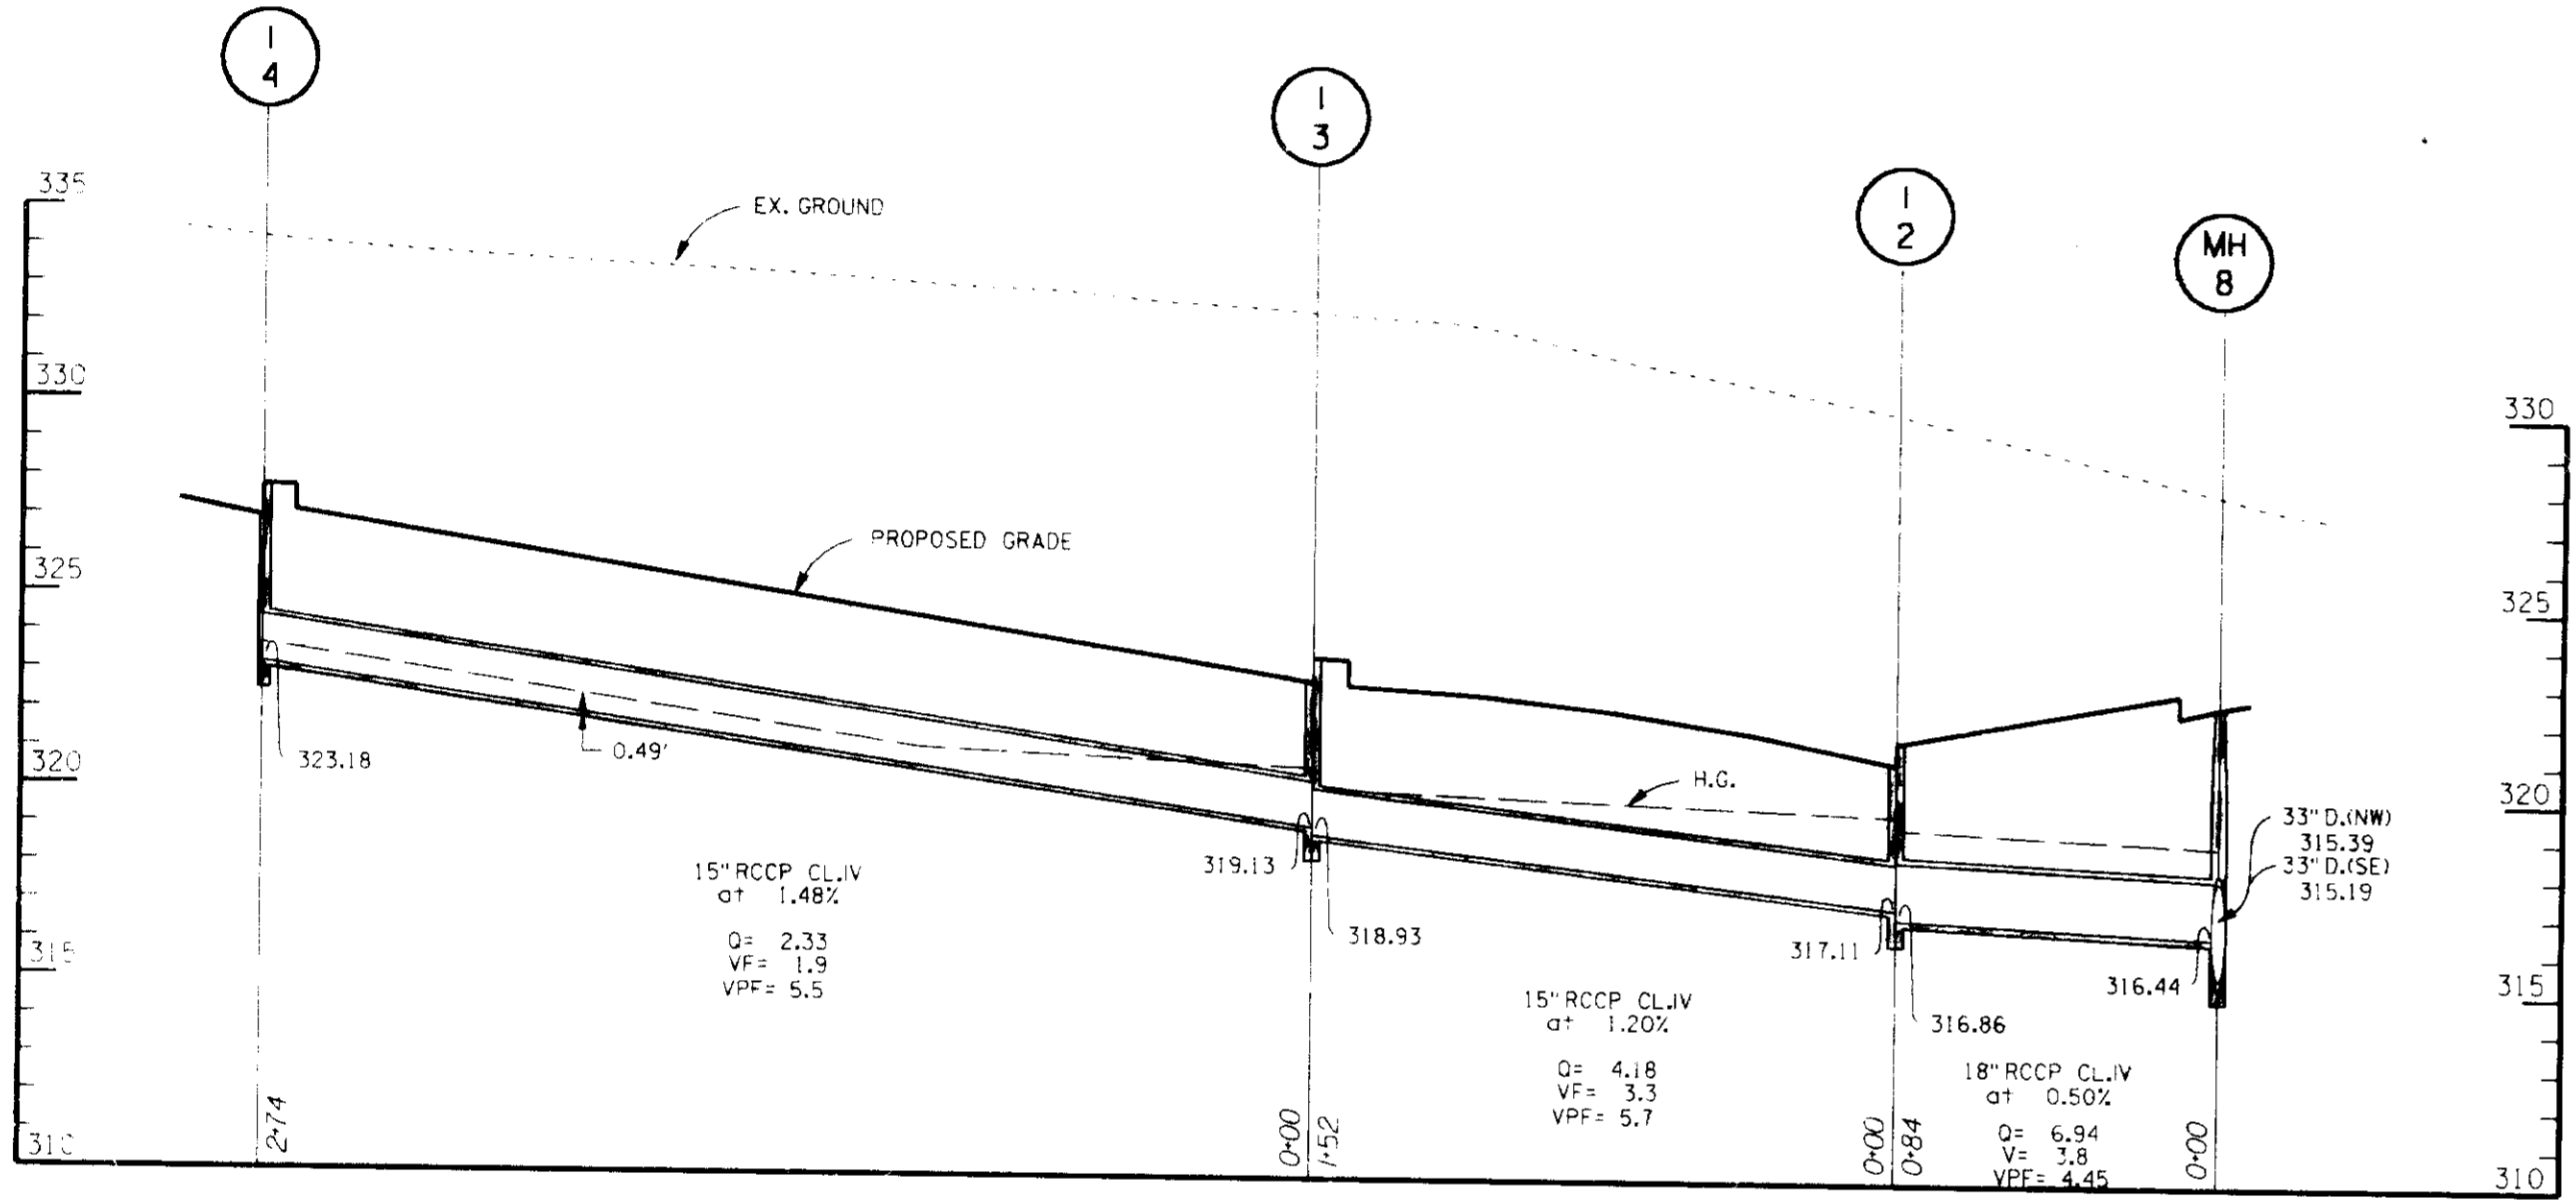 I
4
I
3
I
2
MH
8
335
EX. GROUND
330
330
PROPOSED GRADE
325
325
323.18
0.49'
320
H.G.
320
33" D.(NW)
315.39
33" D.(SE)
315.19
319.13
318.93
317.11
316.86
316.44
15" RCCP CL.IV
at 1.48%
Q= 2.33
VF= 1.9
VPF= 5.5
315
315
15" RCCP CL.IV
at 1.20%
Q= 4.18
VF= 3.3
VPF= 5.7
18" RCCP CL.IV
at 0.50%
Q= 6.94
V= 3.8
VPF= 4.45
310
2+74
0+00
1+52
0+00
0+84
0+00
310